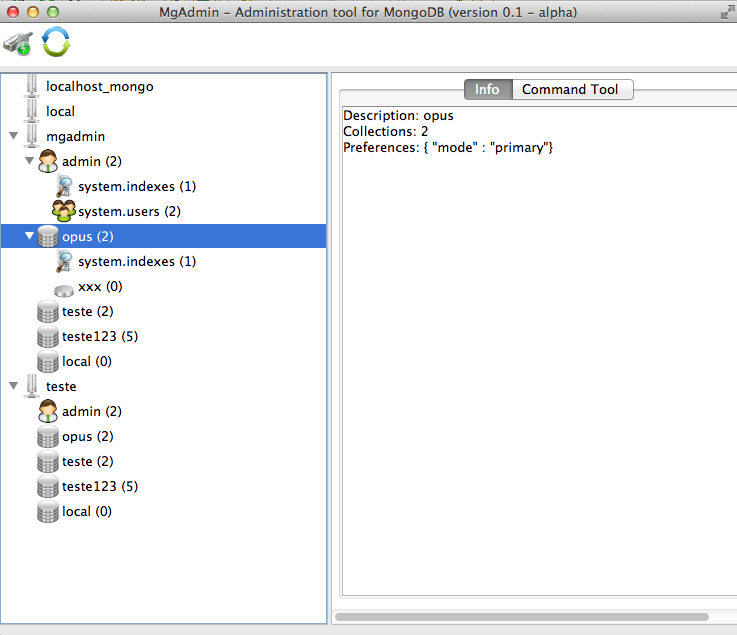 MgAdmin – Administration tool for MongoDB (version 0.1 – alpha)
localhost_mongo
local
mgadmin
admin (2)
system.indexes (1)
system.users (2)
opus (2)
system.indexes (1)
xxx (0)
teste (2)
teste123 (5)
local (0)
teste
admin (2)
opus (2)
teste (2)
teste123 (5)
local (0)
Info Command Tool
Description: opus
Collections: 2
Preferences: { "mode" : "primary"}